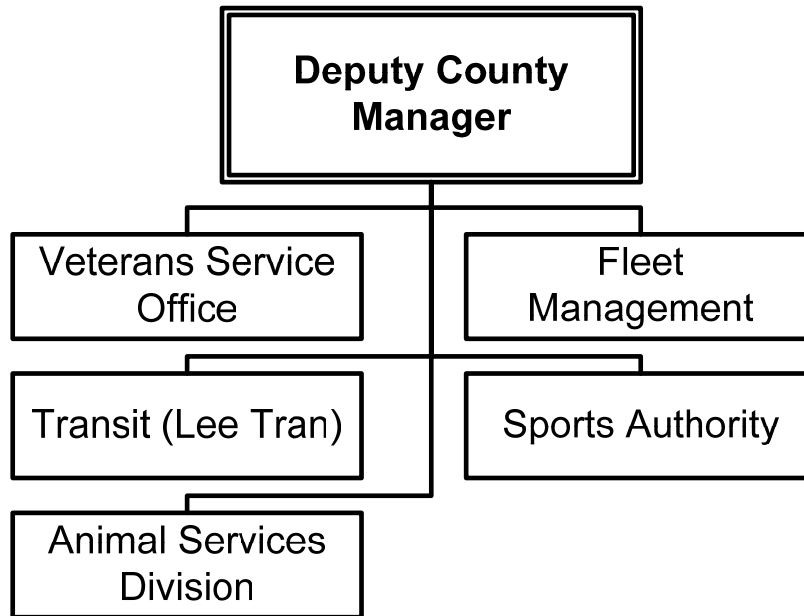 Deputy County
Manager
Veterans Service
Office
Fleet
Management
Transit (Lee Tran)
Sports Authority
Animal Services
Division